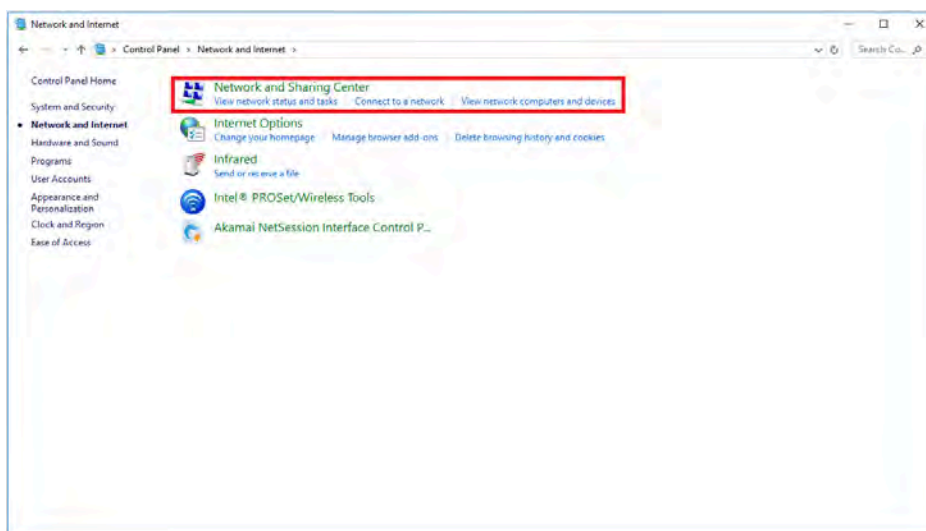 Network and Internet
Control Panel > Network and Internet >
Search Co...
Control Panel Home
System and Security
Network and Internet
Hardware and Sound
Programs
User Accounts
Appearance and
Personalization
Clock and Region
Ease of Access
Network and Sharing Center
View network status and tasks Connect to a network View network computers and devices
Internet Options
Change your homepage Manage browser add-ons Delete browsing history and cookies
Infrared
Send or receive a file
Intel® PROSet/Wireless Tools
Akamai NetSession Interface Control P...